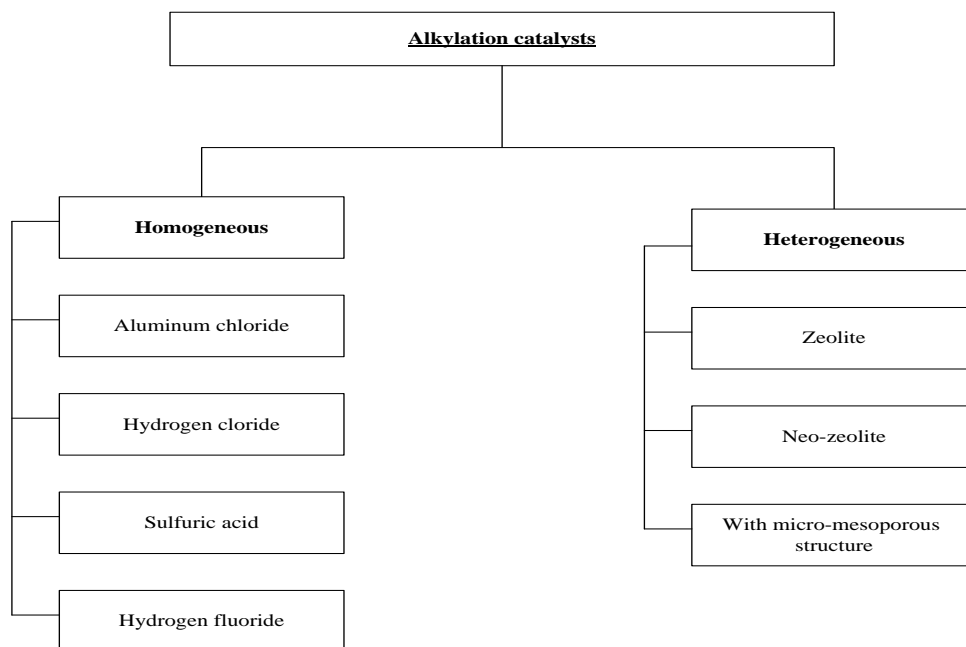 Alkylation catalysts
Homogeneous
Aluminum chloride
Hydrogen cloride
Sulfuric acid
Hydrogen fluoride
Heterogeneous
Zeolite
Neo-zeolite
With micro-mesoporous
structure